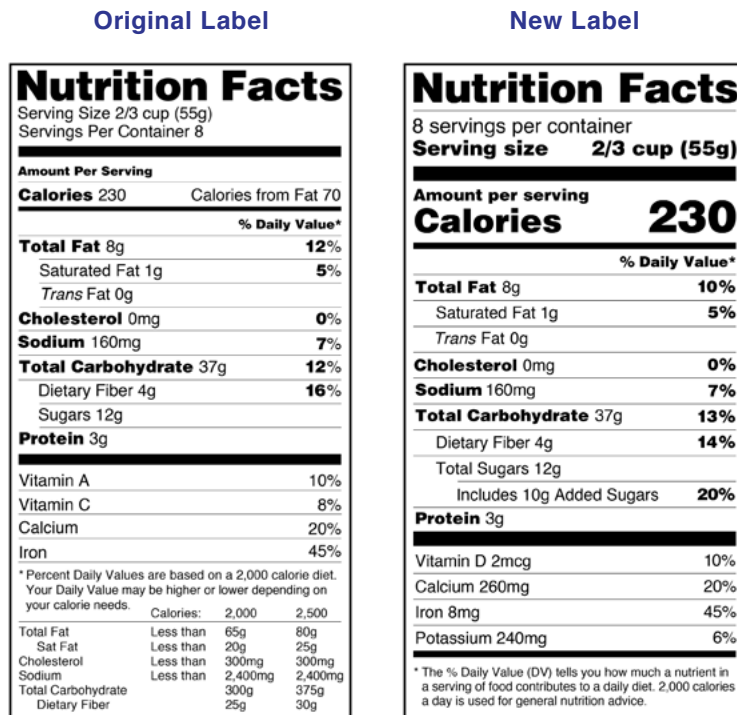 Original Label
Nutrition Facts
Serving Size 2/3 cup (55g)
Servings Per Container 8
Amount Per Serving
Calories 230 Calories from Fat 70
% Daily Value*
Total Fat 8g 12%
Saturated Fat 1g 5%
Trans Fat 0g
Cholesterol 0mg 0%
Sodium 160mg 7%
Total Carbohydrate 37g 12%
Dietary Fiber 4g 16%
Sugars 12g
Protein 3g
Vitamin A 10%
Vitamin C 8%
Calcium 20%
Iron 45%
* Percent Daily Values are based on a 2,000 calorie diet.
Your Daily Value may be higher or lower depending on
your calorie needs.
Calories: 2,000 2,500
Total Fat Less than 65g 80g
Sat Fat Less than 20g 25g
Cholesterol Less than 300mg 300mg
Sodium Less than 2,400mg 2,400mg
Total Carbohydrate 300g 375g
Dietary Fiber 25g 30g
New Label
Nutrition Facts
8 servings per container
Serving size 2/3 cup (55g)
Amount per serving
Calories 230
% Daily Value*
Total Fat 8g 10%
Saturated Fat 1g 5%
Trans Fat 0g
Cholesterol 0mg 0%
Sodium 160mg 7%
Total Carbohydrate 37g 13%
Dietary Fiber 4g 14%
Total Sugars 12g
Includes 10g Added Sugars 20%
Protein 3g
Vitamin D 2mcg 10%
Calcium 260mg 20%
Iron 8mg 45%
Potassium 240mg 6%
* The % Daily Value (DV) tells you how much a nutrient in
a serving of food contributes to a daily diet. 2,000 calories
a day is used for general nutrition advice.